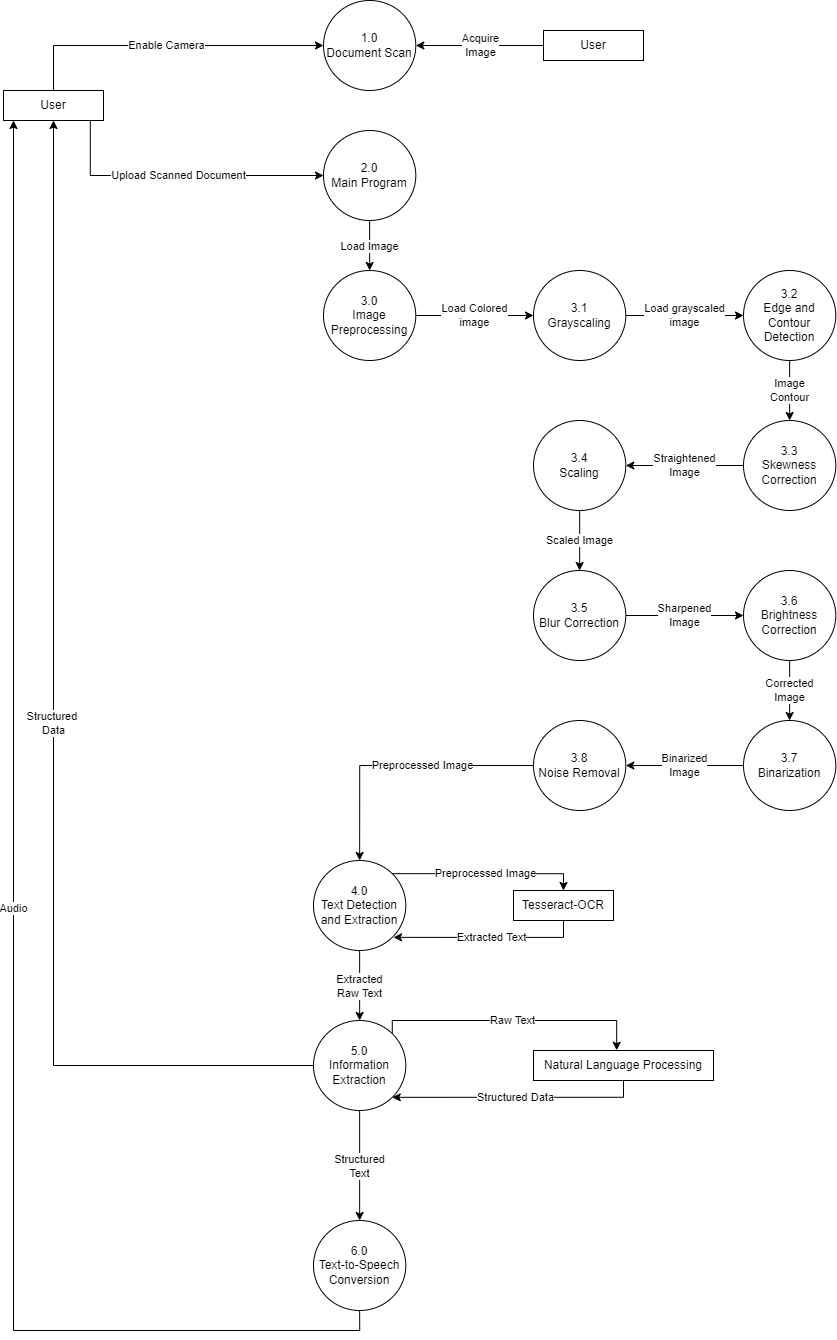 1.0
Document Scan
Enable Camera
Acquire
Image
User
User
Upload Scanned Document
2.0
Main Program
Load Image
3.0
Image
Preprocessing
Load Colored
image
3.1
Grayscaling
Load grayscaled
image
3.2
Edge and
Contour
Detection
Image
Contour
3.3
Skewness
Correction
Straightened
Image
3.4
Scaling
Scaled Image
3.5
Blur Correction
Sharpened
Image
3.6
Brightness
Correction
Corrected
Image
3.7
Binarization
Binarized
Image
3.8
Noise Removal
Preprocessed Image
4.0
Text Detection
and Extraction
Preprocessed Image
Tesseract-OCR
Extracted Text
Extracted
Raw Text
5.0
Information
Extraction
Raw Text
Natural Language Processing
Structured Data
Structured
Data
Audio
Structured
Text
6.0
Text-to-Speech
Conversion